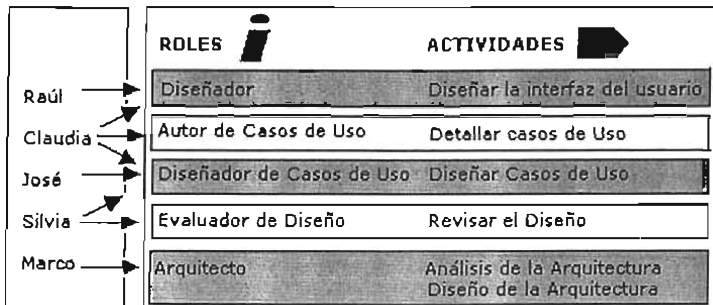 ROLES ACTIVIDADES
Raúl Diseñador Diseñar la interfaz del usuario
Claudia Autor de Casos de Uso Detallar casos de Uso
José Diseñador de Casos de Uso Diseñar Casos de Uso
Silvia Evaluador de Diseño Revisar el Diseño
Marco Arquitecto Análisis de la Arquitectura
Diseño de la Arquitectura